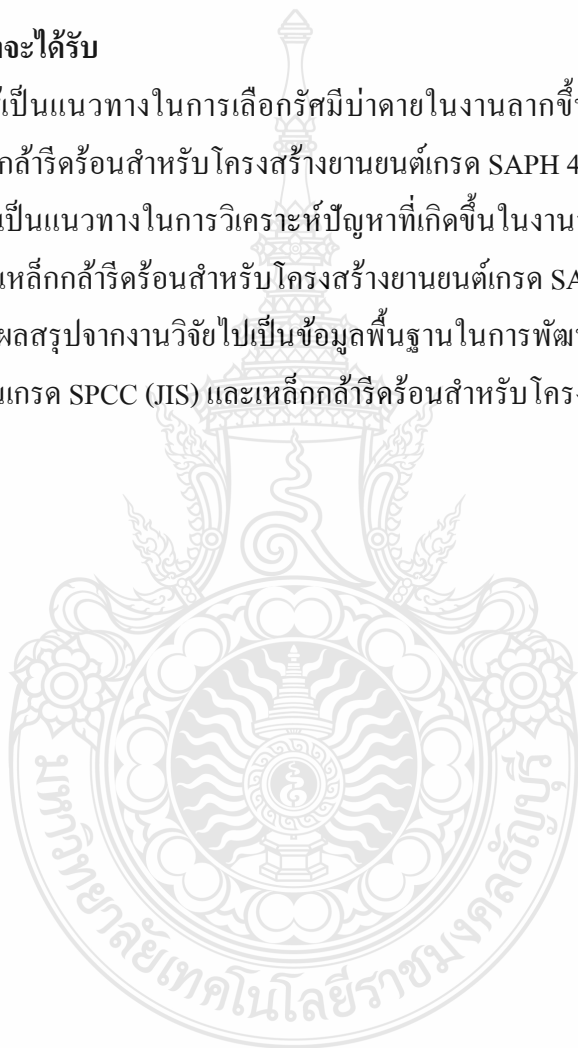 าจะได้รับ
้เป็นแนวทางในการเลือกรัศมีบ่าดายในงานลากขึ้น
กล้ารีดร้อนสำหรับโครงสร้างยานยนต์เกรด SAPH 4
เป็นแนวทางในการวิเคราะห์ปัญหาที่เกิดขึ้นในงาน
เหล็กกล้ารีดร้อนสำหรับโครงสร้างยานยนต์เกรด SA
ผลสรุปจากงานวิจัยไปเป็นข้อมูลพื้นฐานในการพัฒ
นเกรด SPCC (JIS) และเหล็กกล้ารีดร้อนสำหรับโครง
มหาวิทยาลัยเทคโนโลยีราชมงคลธัญบุรี